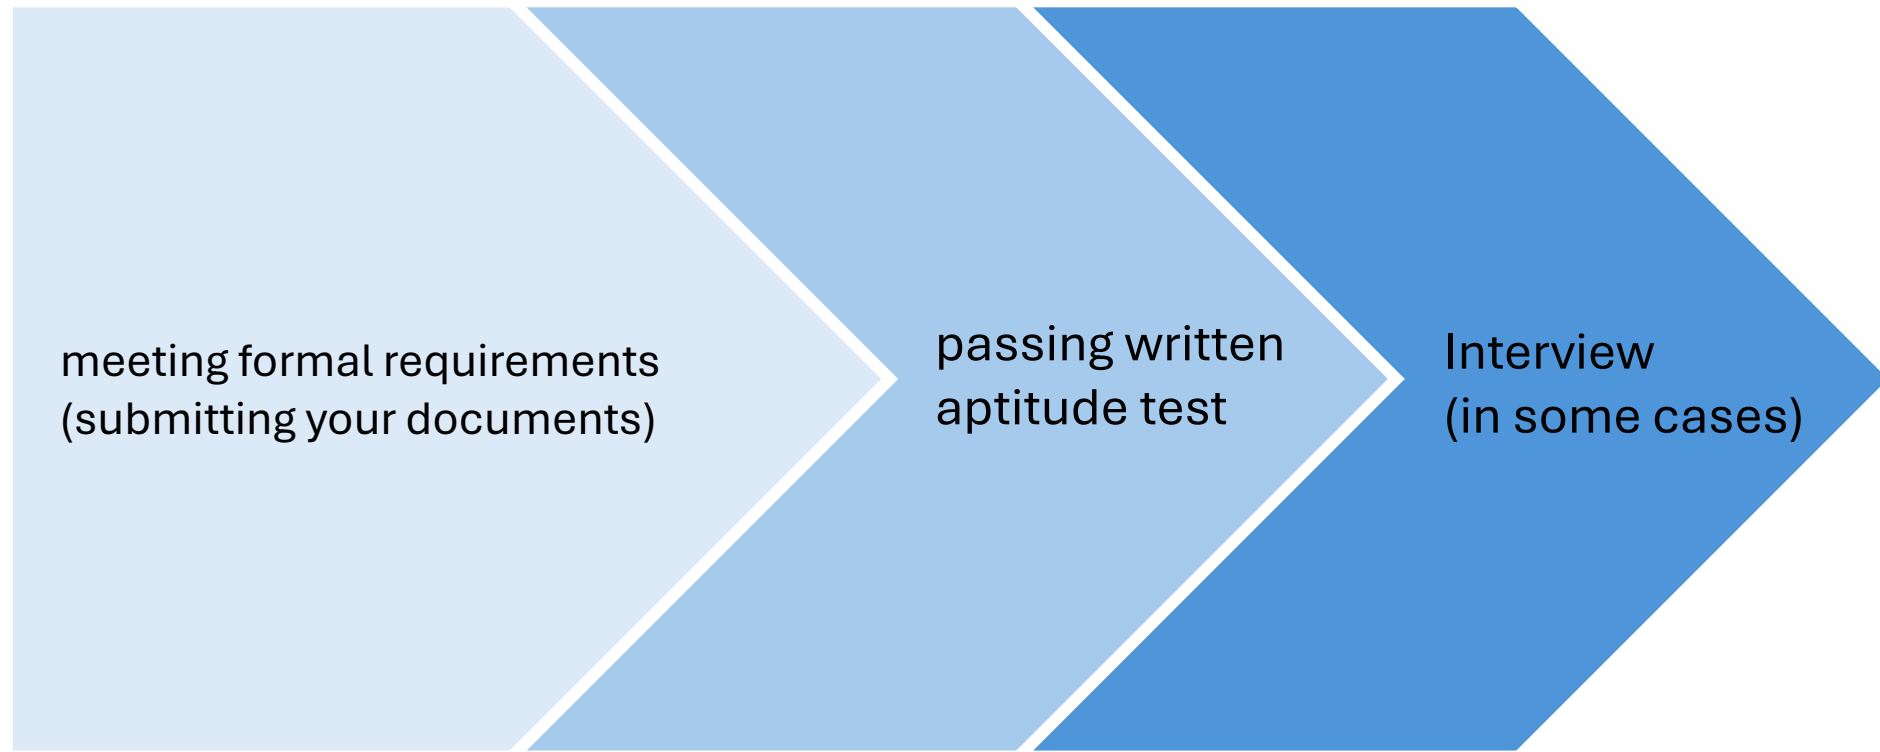 meeting formal requirements
(submitting your documents)
passing written
aptitude test
Interview
(in some cases)